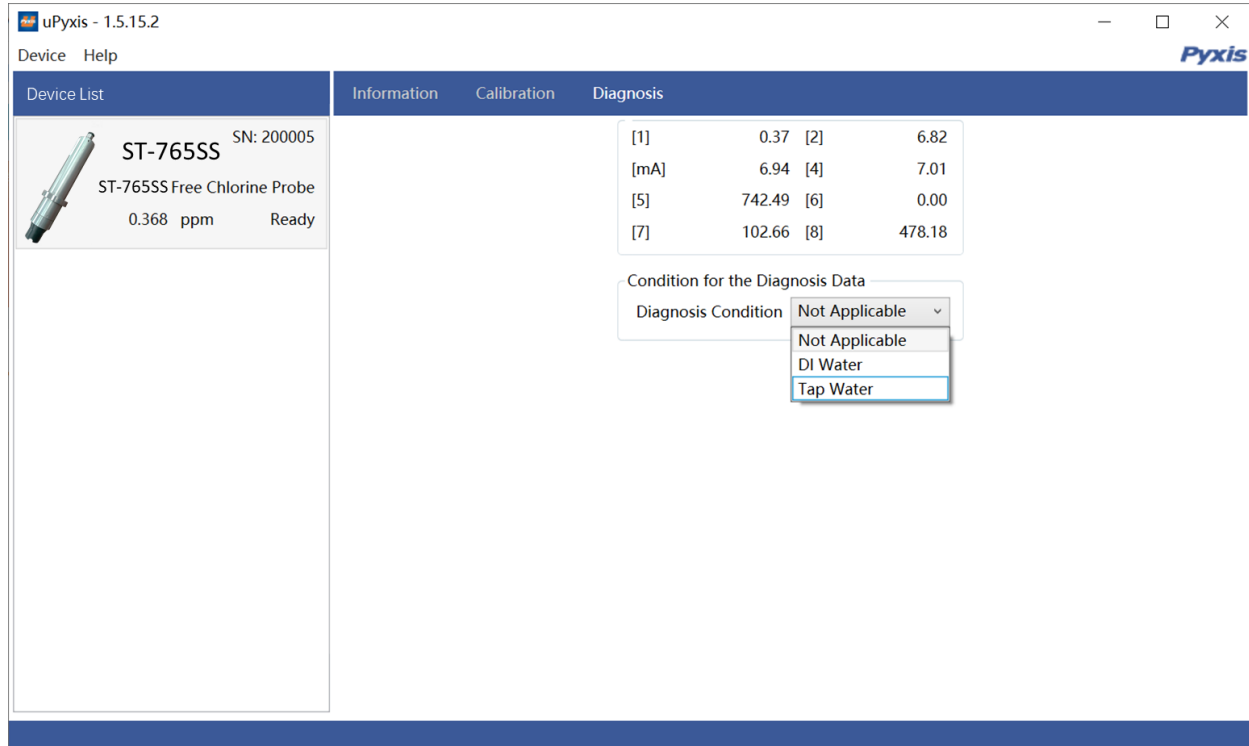 uPyxis - 1.5.15.2
Device Help
Pyxis
Device List
Information Calibration Diagnosis
SN: 200005
ST-765SS
ST-765SS Free Chlorine Probe
0.368 ppm Ready
[1] 0.37 [2] 6.82
[mA] 6.94 [4] 7.01
[5] 742.49 [6] 0.00
[7] 102.66 [8] 478.18
Condition for the Diagnosis Data
Diagnosis Condition Not Applicable
Not Applicable
DI Water
Tap Water